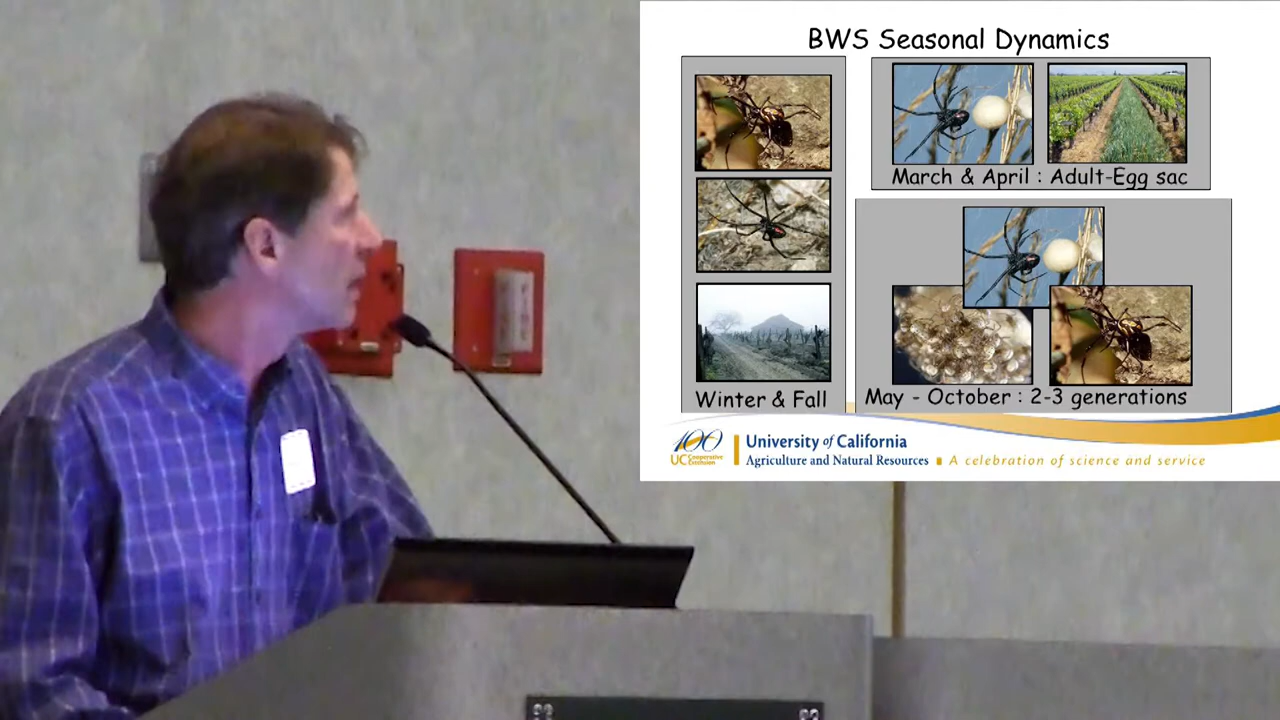 BWS Seasonal Dynamics
March & April : Adult-Egg sac
Winter & Fall
May - October : 2-3 generations
100
UC Cooperative Extension
University of California
Agriculture and Natural Resources
A celebration of science and service